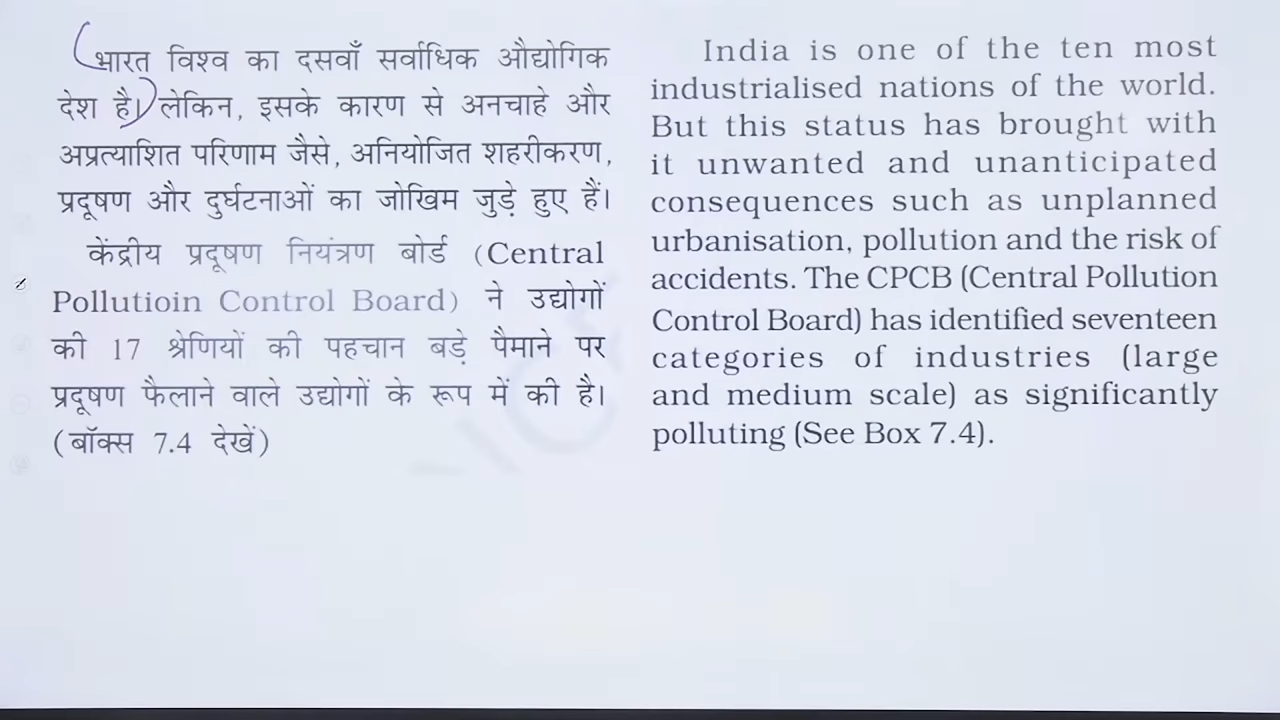 भारत विश्व का दसवाँ सर्वाधिक औद्योगिक
देश है। लेकिन, इसके कारण से अनचाहे और
अप्रत्याशित परिणाम जैसे, अनियोजित शहरीकरण,
प्रदूषण और दुर्घटनाओं का जोखिम जुड़े हुए हैं।
केंद्रीय प्रदूषण नियंत्रण बोर्ड (Central
Pollutioin Control Board) ने उद्योगों
की 17 श्रेणियों की पहचान बड़े पैमाने पर
प्रदूषण फैलाने वाले उद्योगों के रूप में की है।
(बॉक्स 7.4 देखें)
India is one of the ten most
industrialised nations of the world.
But this status has brought with
it unwanted and unanticipated
consequences such as unplanned
urbanisation, pollution and the risk of
accidents. The CPCB (Central Pollution
Control Board) has identified seventeen
categories of industries (large
and medium scale) as significantly
polluting (See Box 7.4).